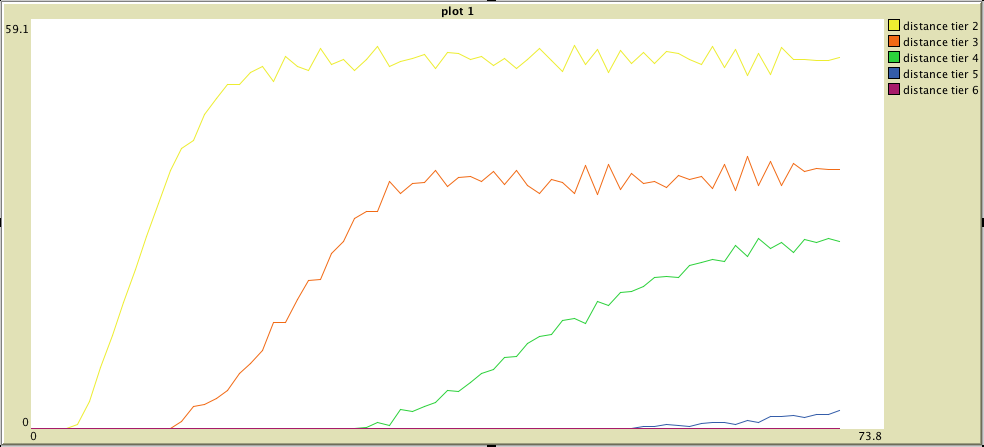 plot 1
59.1
0
0
73.8
distance tier 2
distance tier 3
distance tier 4
distance tier 5
distance tier 6